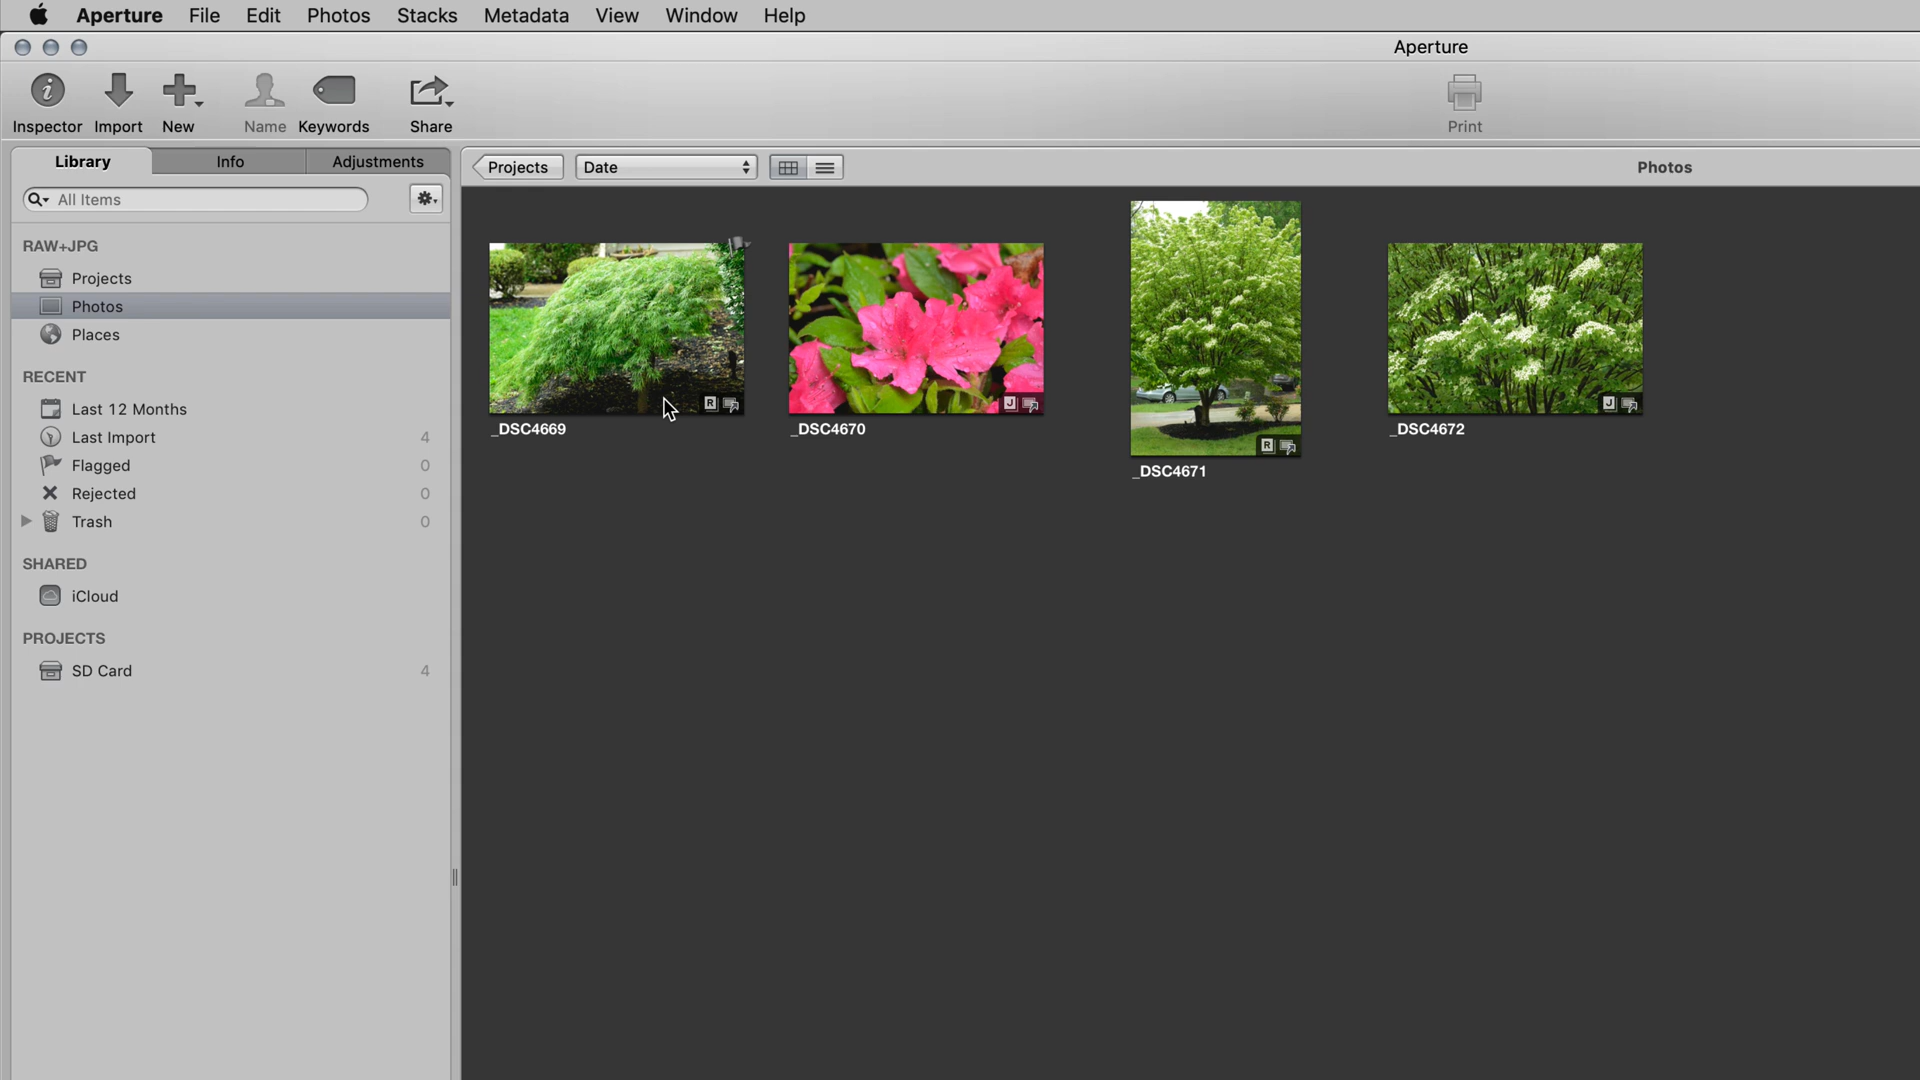 Aperture File Edit Photos Stacks Metadata View Window Help
Aperture
Inspector Import New Name Keywords Share Print
Library Info Adjustments
Projects Date Photos
All Items
RAW+JPG
Projects
Photos
Places
RECENT
Last 12 Months
Last Import 4
Flagged 0
Rejected 0
Trash 0
SHARED
iCloud
PROJECTS
SD Card 4
R J R J
_DSC4669 _DSC4670 _DSC4671 _DSC4672